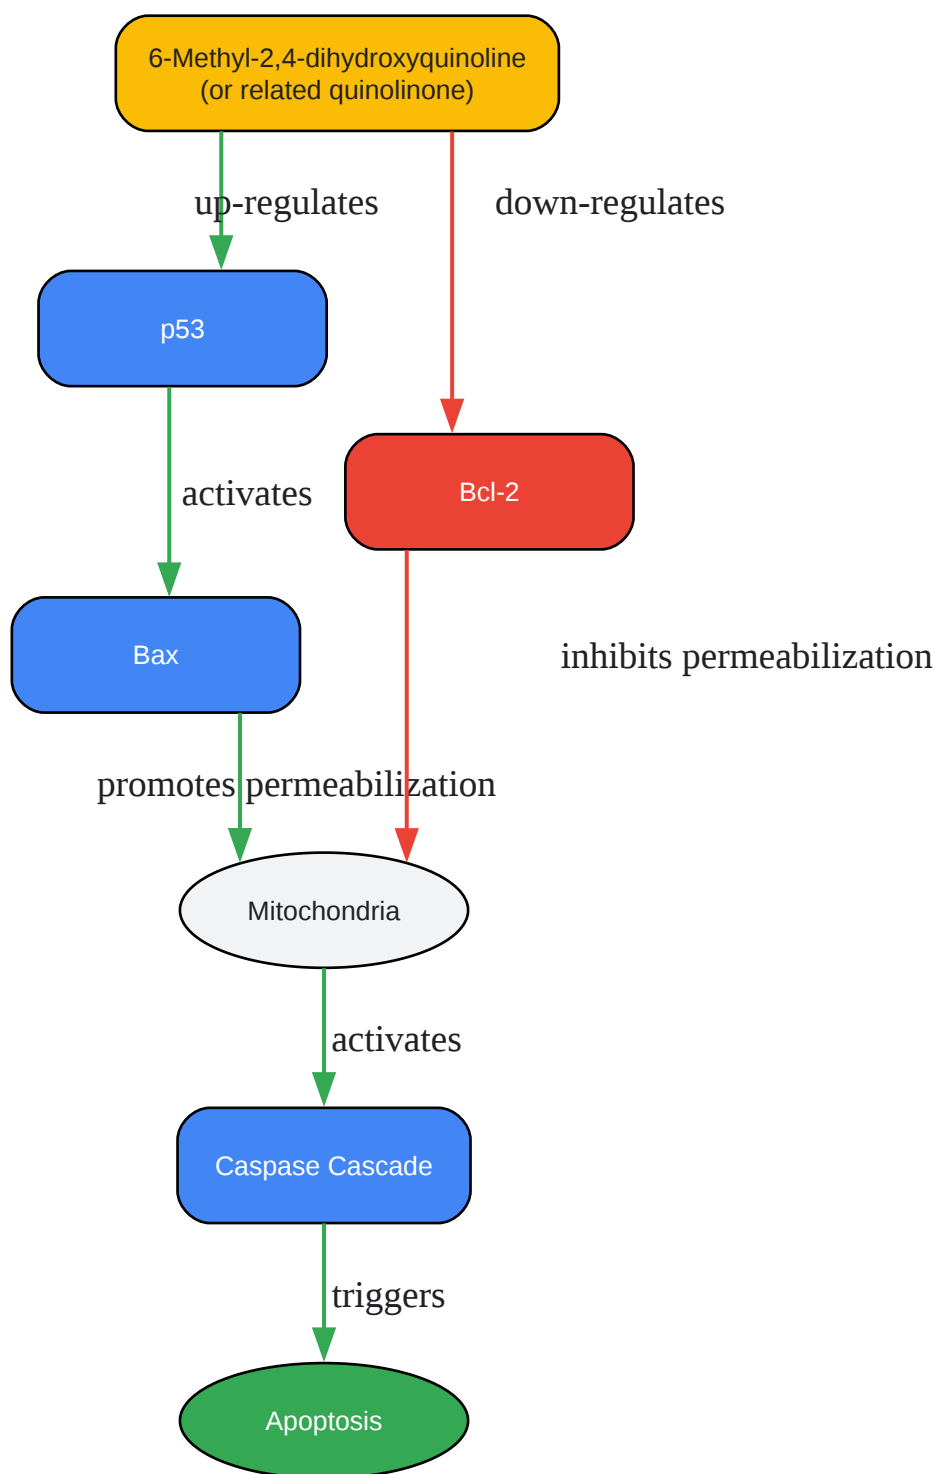 6-Methyl-2,4-dihydroxyquinoline
(or related quinolinone)
up-regulates
down-regulates
p53
activates
Bcl-2
Bax
inhibits permeabilization
promotes permeabilization
Mitochondria
activates
Caspase Cascade
triggers
Apoptosis